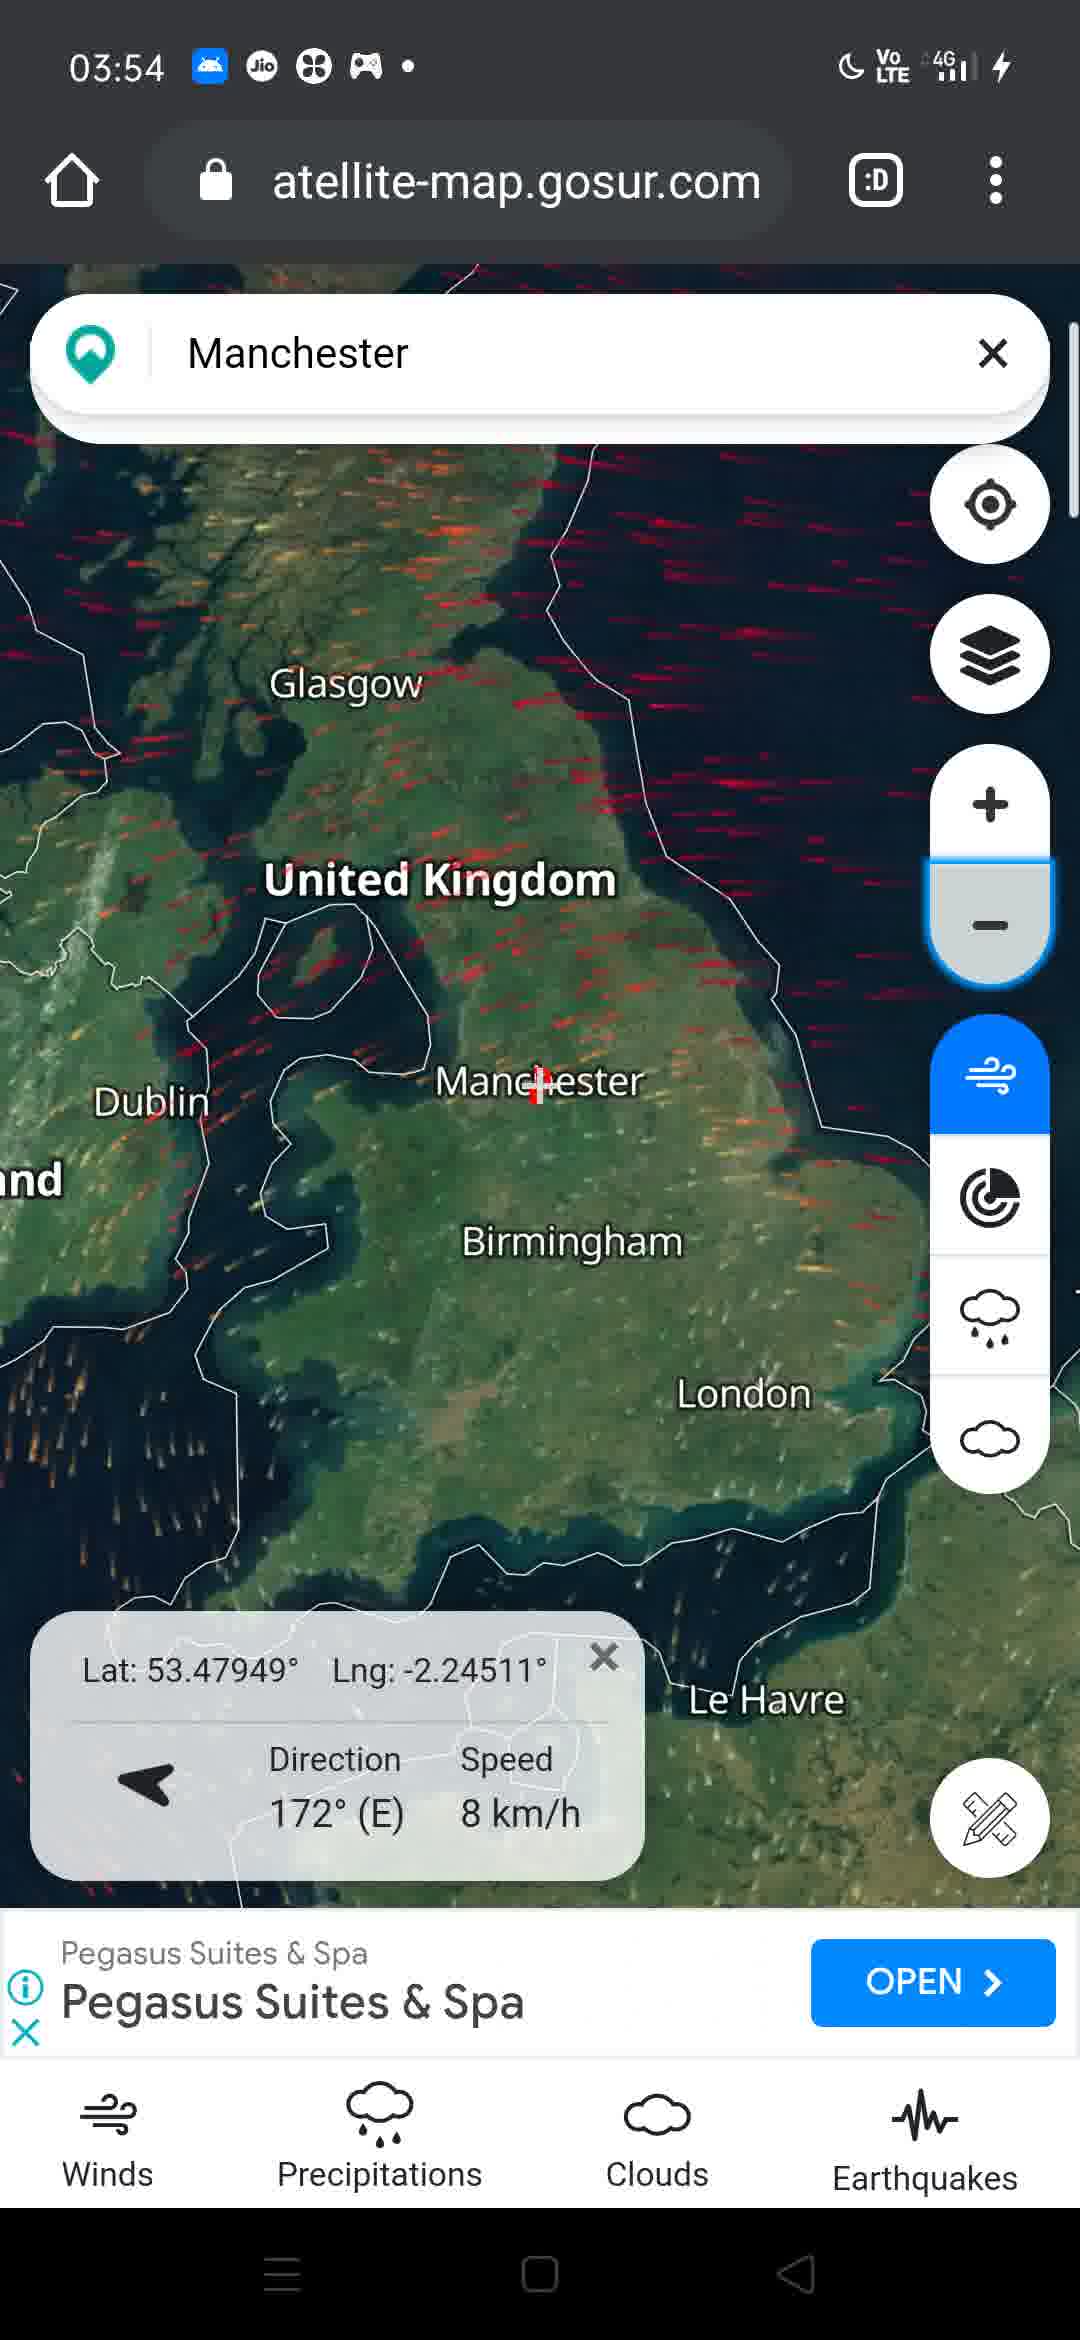 03:54
Jio
Vo
LTE
4G
atellite-map.gosur.com
:D
Manchester
Glasgow
United Kingdom
Manchester
Dublin
and
Birmingham
London
Le Havre
Lat: 53.47949° Lng: -2.24511°
Direction Speed
172° (E) 8 km/h
Pegasus Suites & Spa
Pegasus Suites & Spa
OPEN
Winds Precipitations Clouds Earthquakes